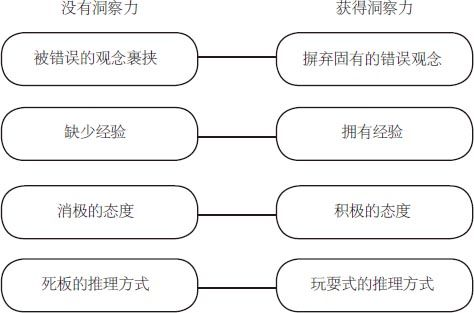 没有洞察力 获得洞察力
被错误的观念裹挟 摒弃固有的错误观念
缺少经验 拥有经验
消极的态度 积极的态度
死板的推理方式 玩耍式的推理方式